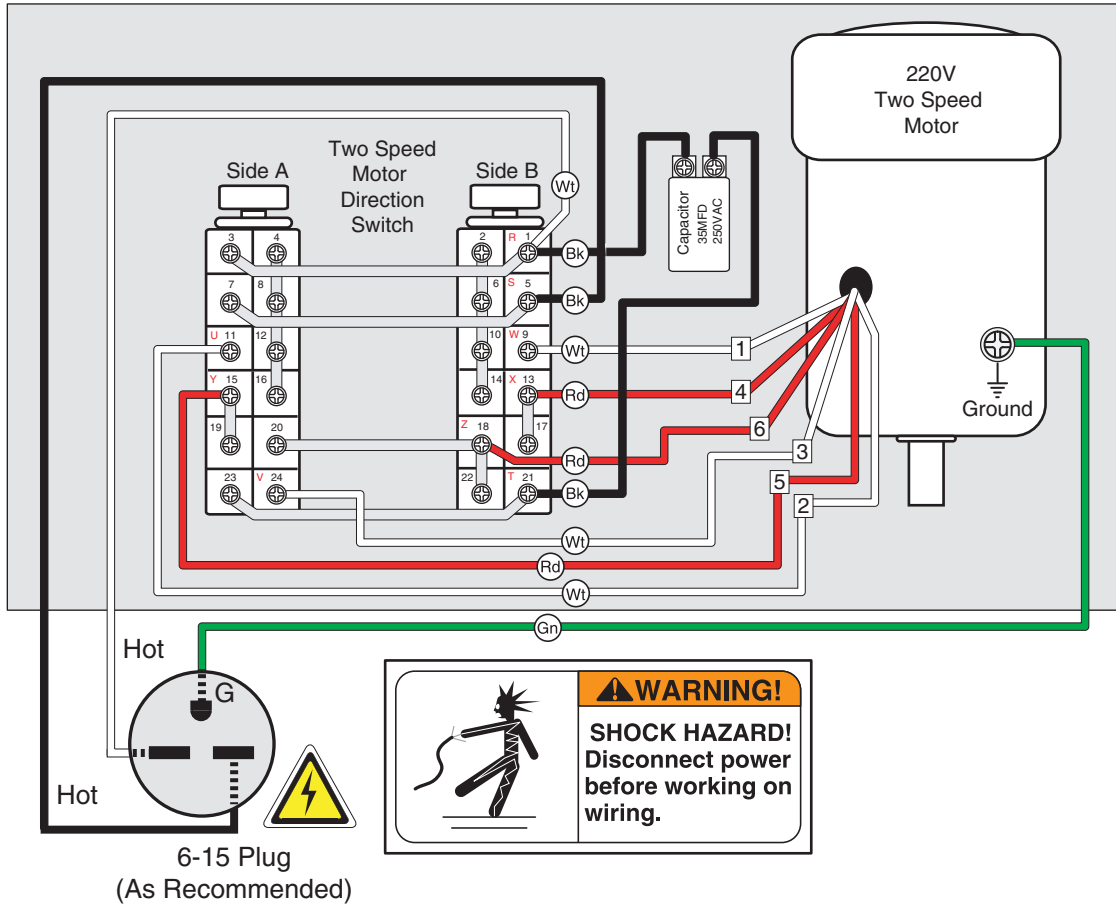 220V
Two Speed
Motor
Two Speed
Motor
Direction
Switch
Side A
Side B
3
4
7
8
U 11
12
Y 15
16
19
20
23
V 24
2
R 1
6
S 5
10
W 9
14
X 13
Z 18
17
22
T 21
Wt
Bk
Bk
Wt
Rd
Rd
Bk
Wt
Rd
Wt
Gn
Capacitor
35MFD
250VAC
1
4
6
3
5
2
Ground
Hot
G
Hot
6-15 Plug
(As Recommended)
WARNING!
SHOCK HAZARD!
Disconnect power
before working on
wiring.